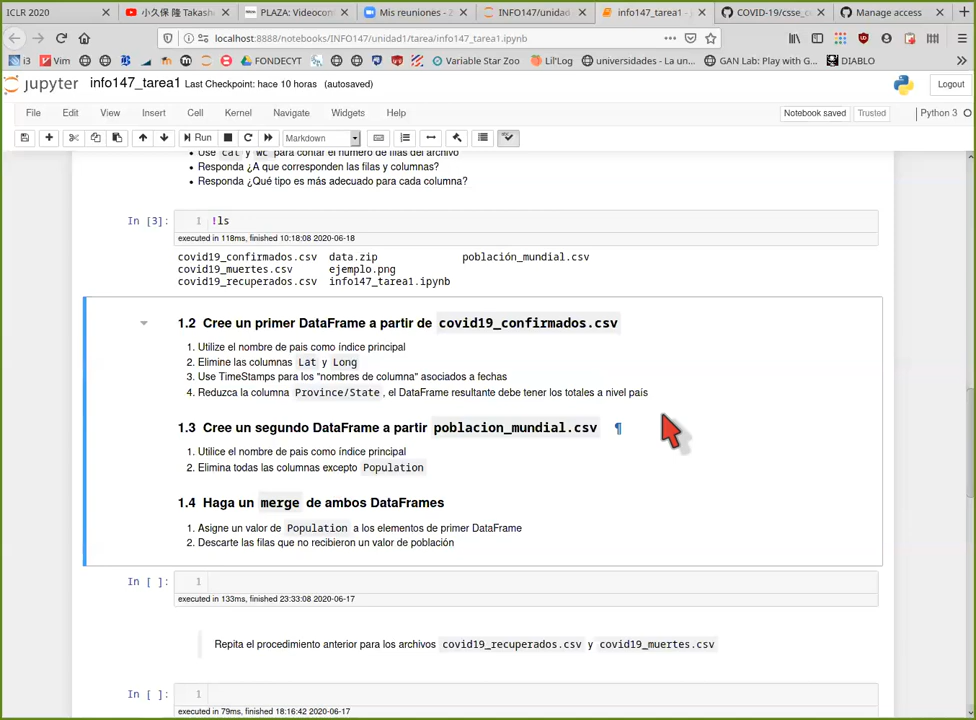 ICLR 2020
小久保 隆 Takash
PLAZA: Videocon
Mis reuniones - Z
INFO147/unidad
info147_tarea1 - J
COVID-19/csse_c
Manage access
localhost:8888/notebooks/INFO147/unidad1/tarea/info147_tarea1.ipynb
i3
Vim
FONDECYT
Variable Star Zoo
Lil'Log
universidades - La un...
GAN Lab: Play with G...
DIABLO
jupyter info147_tarea1 Last Checkpoint: hace 10 horas (autosaved)
Logout
File Edit View Insert Cell Kernel Navigate Widgets Help
Notebook saved Trusted Python 3
Run Markdown
Use cat y wc para contar el número de filas del archivo
Responda ¿A que corresponden las filas y columnas?
Responda ¿Qué tipo es más adecuado para cada columna?
In [3]: 1 !ls
executed in 118ms, finished 10:18:08 2020-06-18
covid19_confirmados.csv data.zip población_mundial.csv
covid19_muertes.csv ejemplo.png
covid19_recuperados.csv info147_tarea1.ipynb
1.2 Cree un primer DataFrame a partir de covid19_confirmados.csv
1. Utilize el nombre de pais como índice principal
2. Elimine las columnas Lat y Long
3. Use TimeStamps para los "nombres de columna" asociados a fechas
4. Reduzca la columna Province/State, el DataFrame resultante debe tener los totales a nivel país
1.3 Cree un segundo DataFrame a partir poblacion_mundial.csv ¶
1. Utilice el nombre de pais como índice principal
2. Elimina todas las columnas excepto Population
1.4 Haga un merge de ambos DataFrames
1. Asigne un valor de Population a los elementos de primer DataFrame
2. Descarte las filas que no recibieron un valor de población
In [ ]: 1
executed in 133ms, finished 23:33:08 2020-06-17
Repita el procedimiento anterior para los archivos covid19_recuperados.csv y covid19_muertes.csv
In [ ]: 1
executed in 79ms, finished 18:16:42 2020-06-17